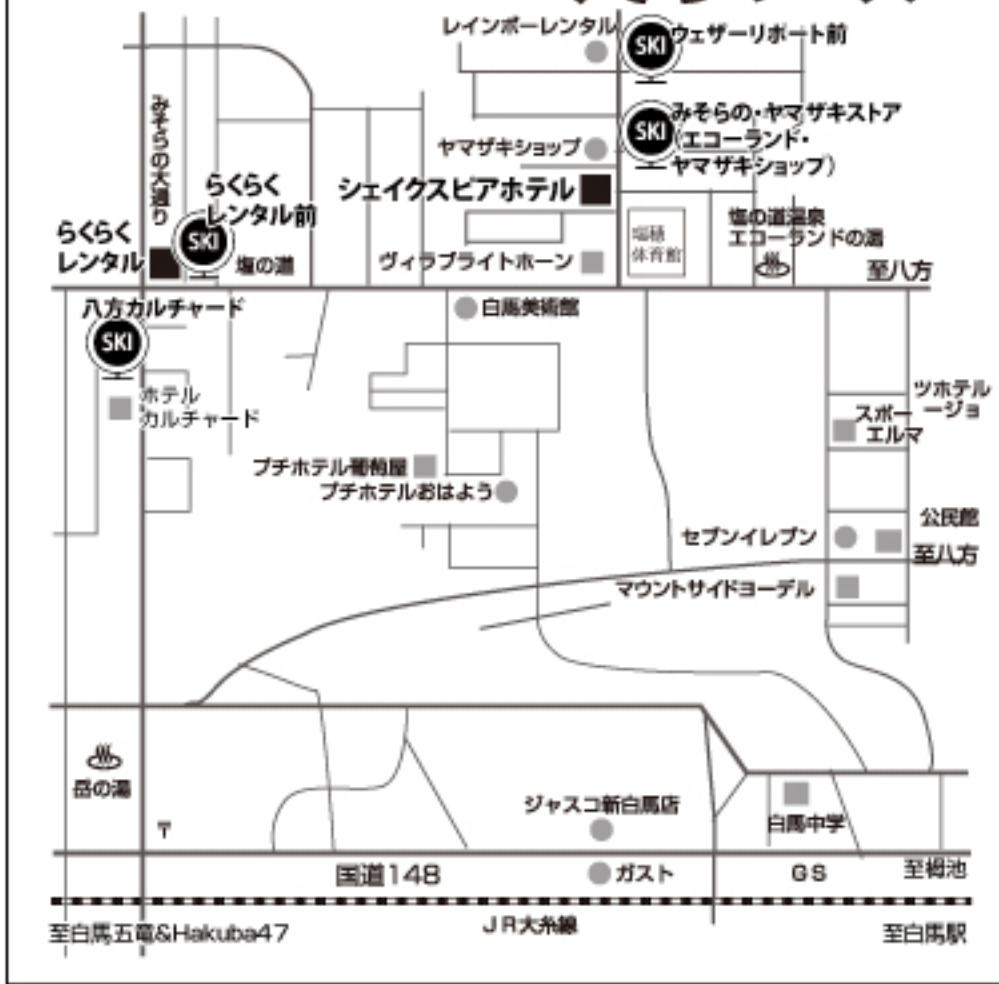 レインボーレンタル
SKI
ウェザーリポート前
みそらの大通り
SKI
みそらの・ヤマザキストア
(エコーランド・
ヤマザキショップ)
ヤマザキショップ
シェイクスピアホテル
らくらく
レンタル前
SKI
らくらく
レンタル
塩の道
ヴィラブライトホーン
塩穂
体育館
塩の道温泉
エコーランドの湯
至八方
八方カルチャード
SKI
白馬美術館
ホテル
カルチャード
ツホテル
スポー
ージョ
エルマ
プチホテル葡萄屋
プチホテルおはよう
公民館
セブンイレブン
至八方
マウントサイドヨーデル
岳の湯
〒
ジャスコ新白馬店
白馬中学
国道148
ガスト
GS
至栂池
JR大糸線
至白馬五竜&Hakuba47
至白馬駅